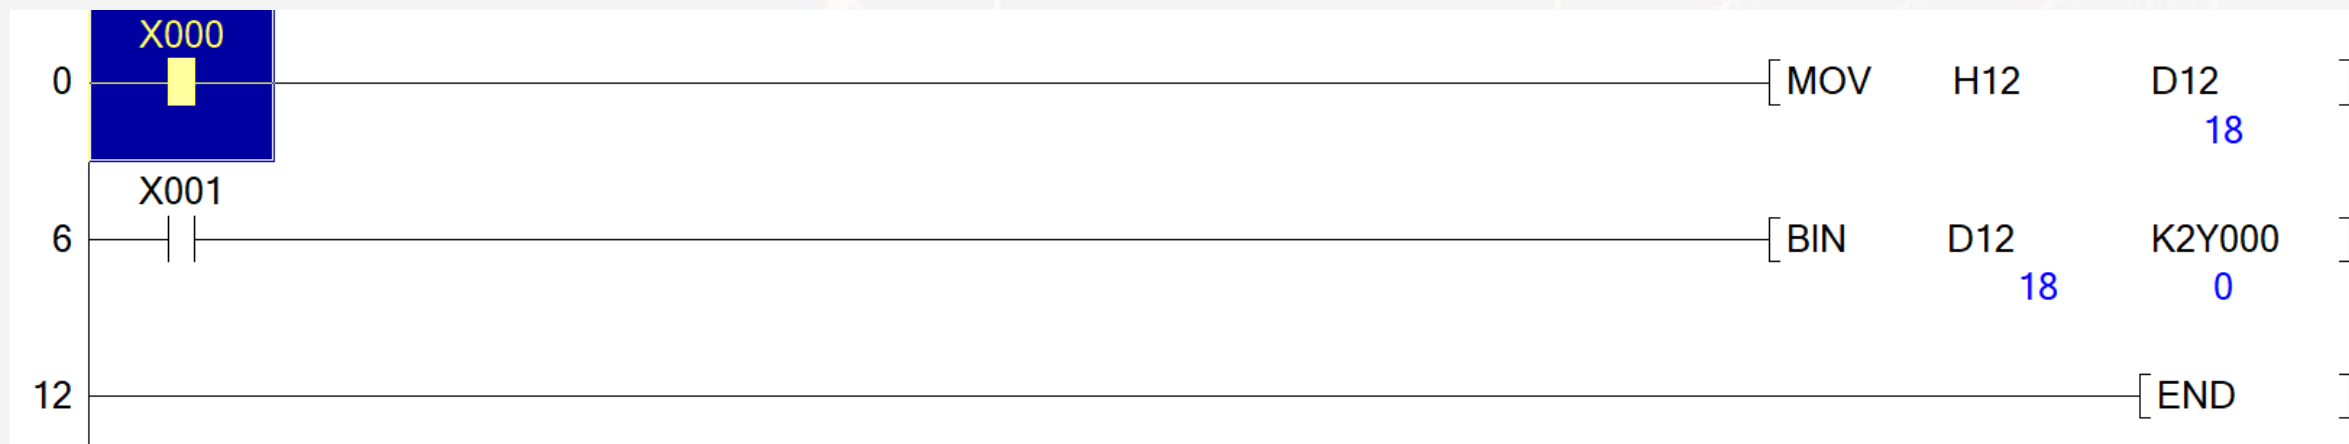 X000
0 MOV H12 D12
18
X001
6 BIN D12 K2Y000
18 0
12 END